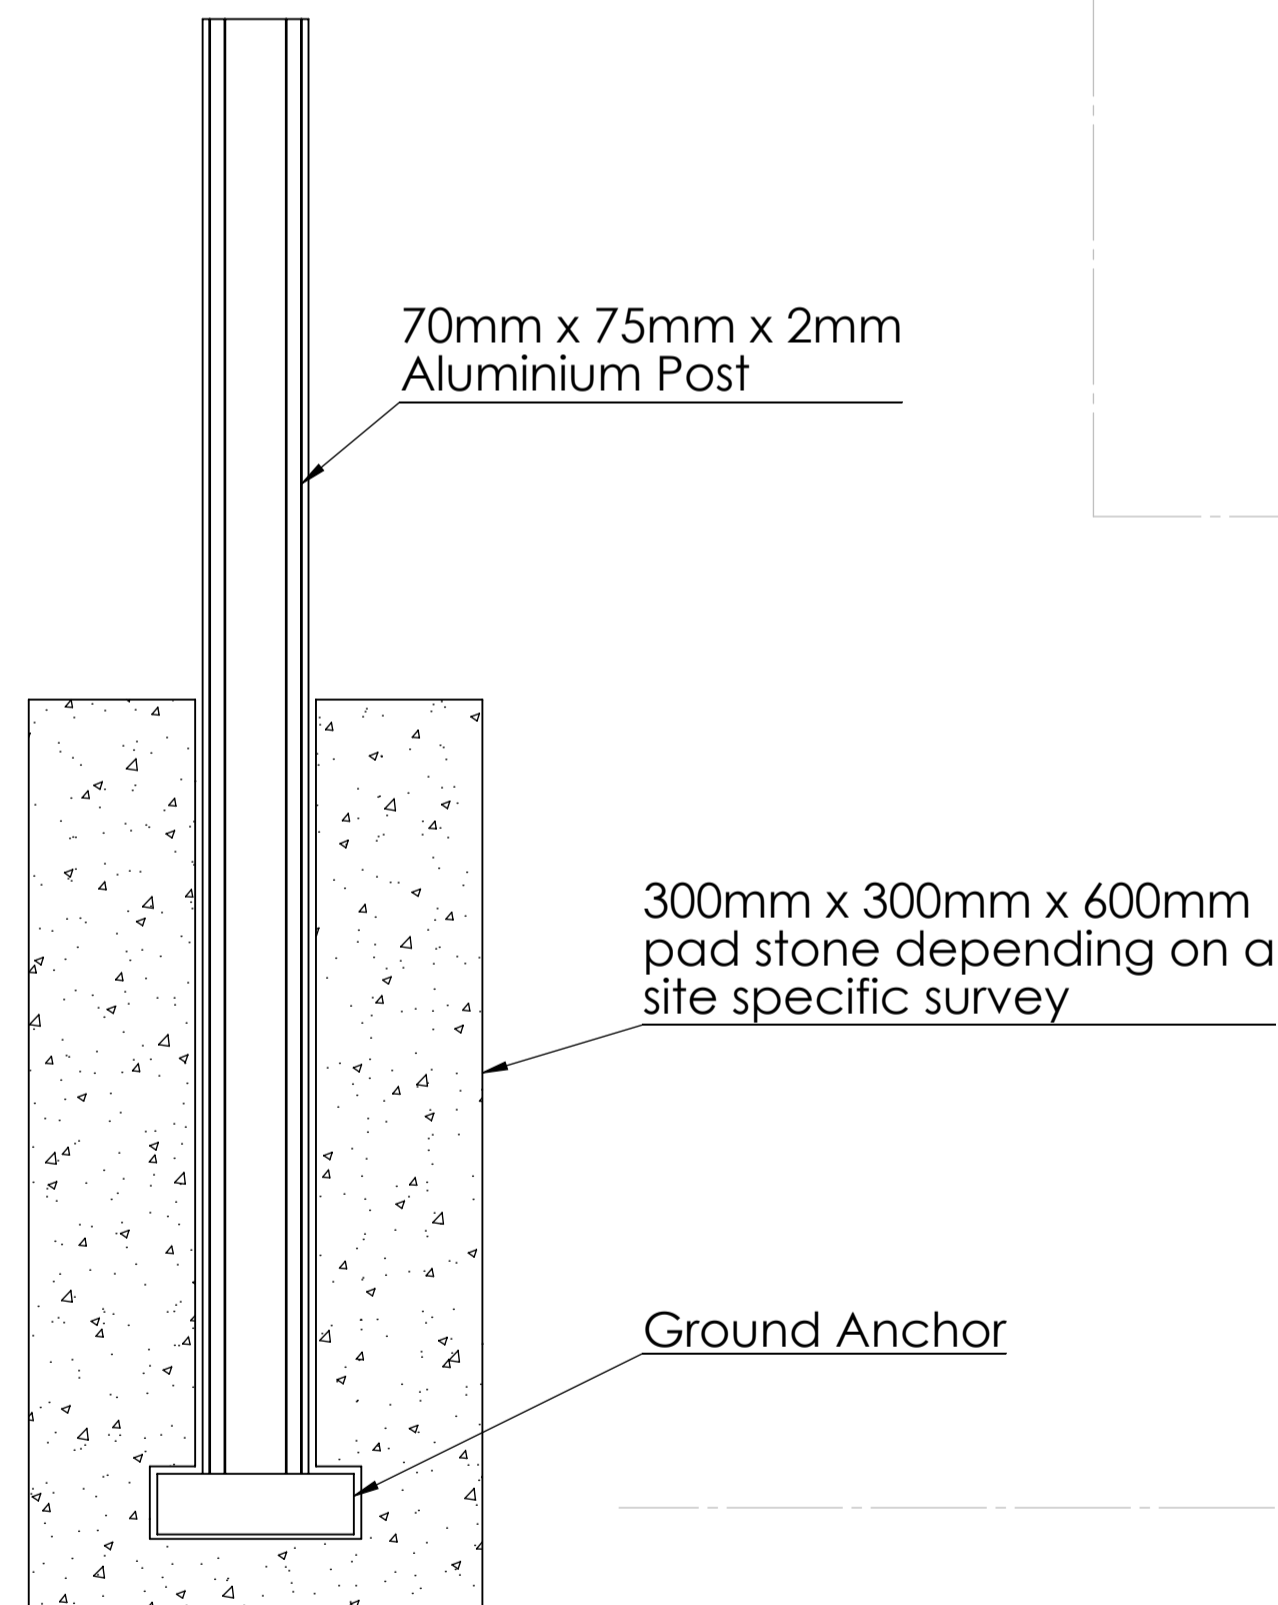 70mm x 75mm x 2mm
Aluminium Post
300mm x 300mm x 600mm
pad stone depending on a
site specific survey
Ground Anchor